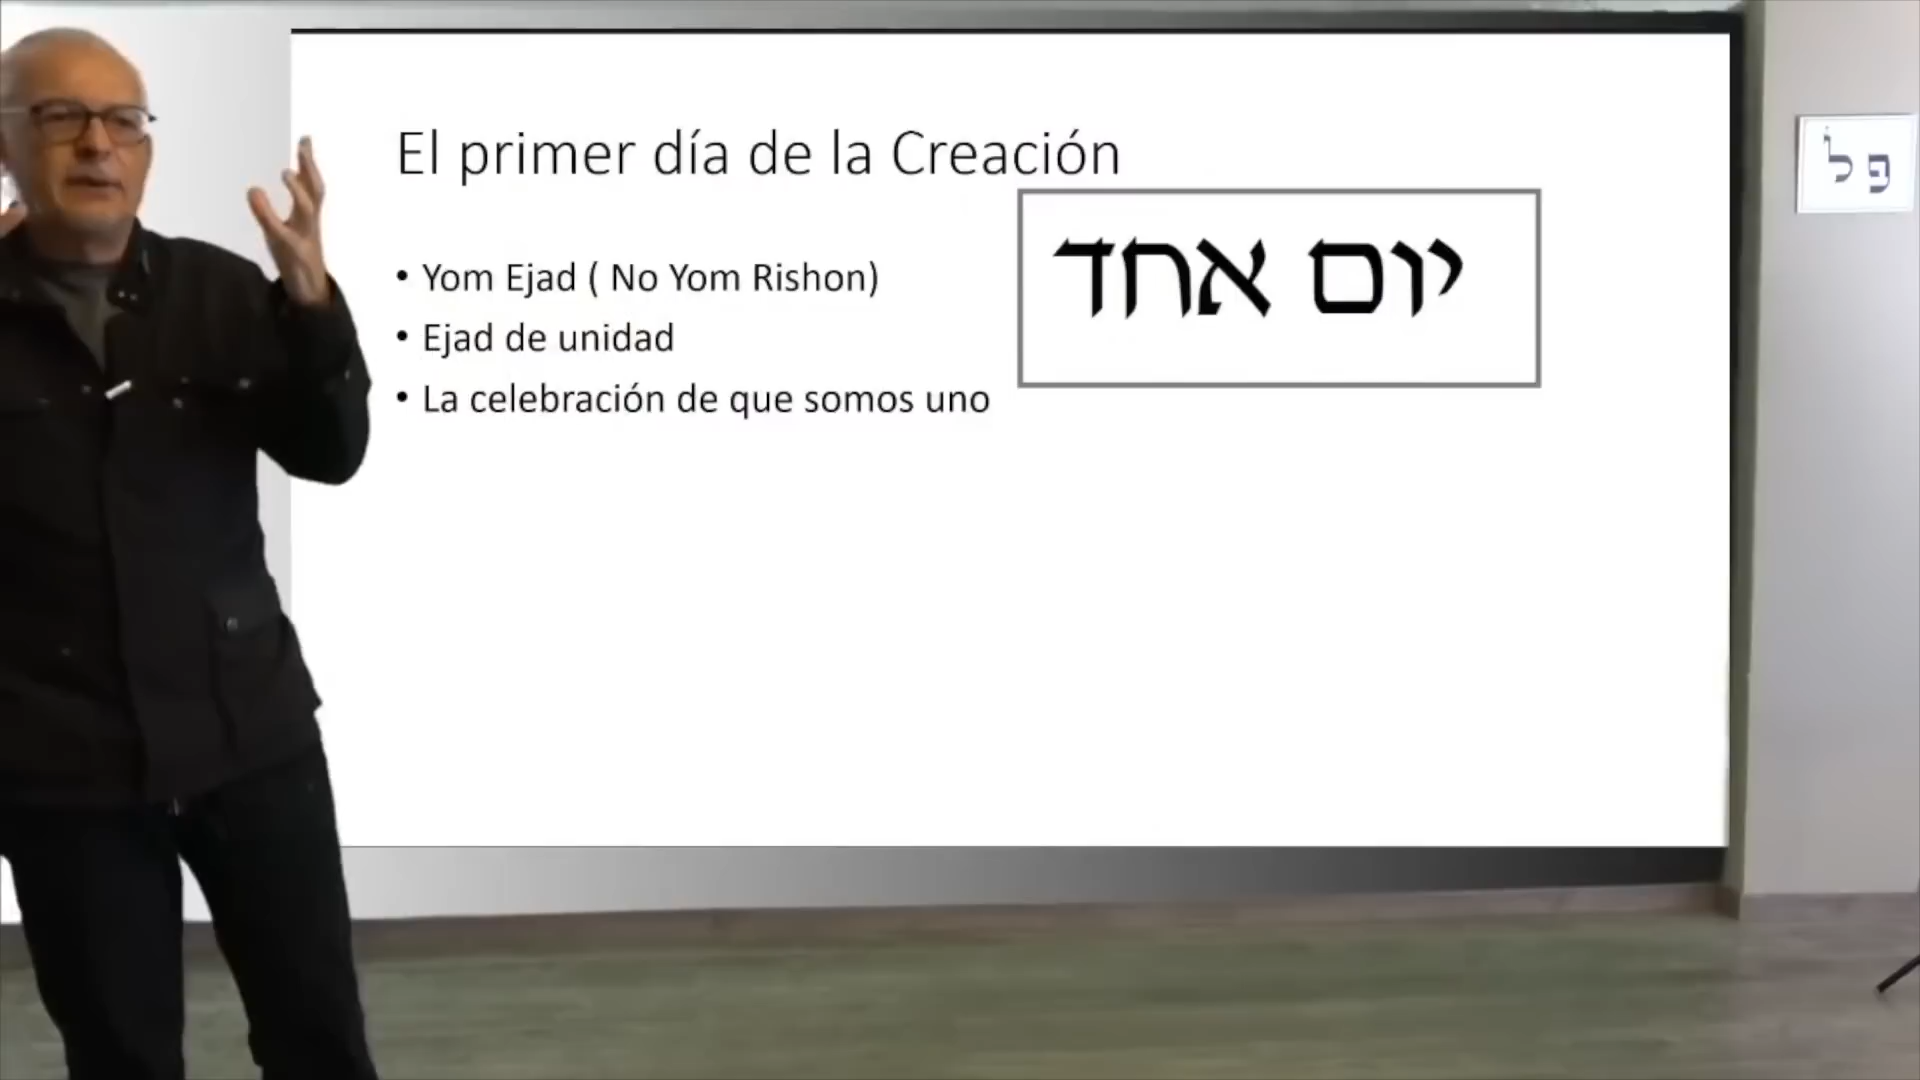 El primer día de la Creación
יום אחד
• Yom Ejad ( No Yom Rishon)
• Ejad de unidad
• La celebración de que somos uno
פ ל